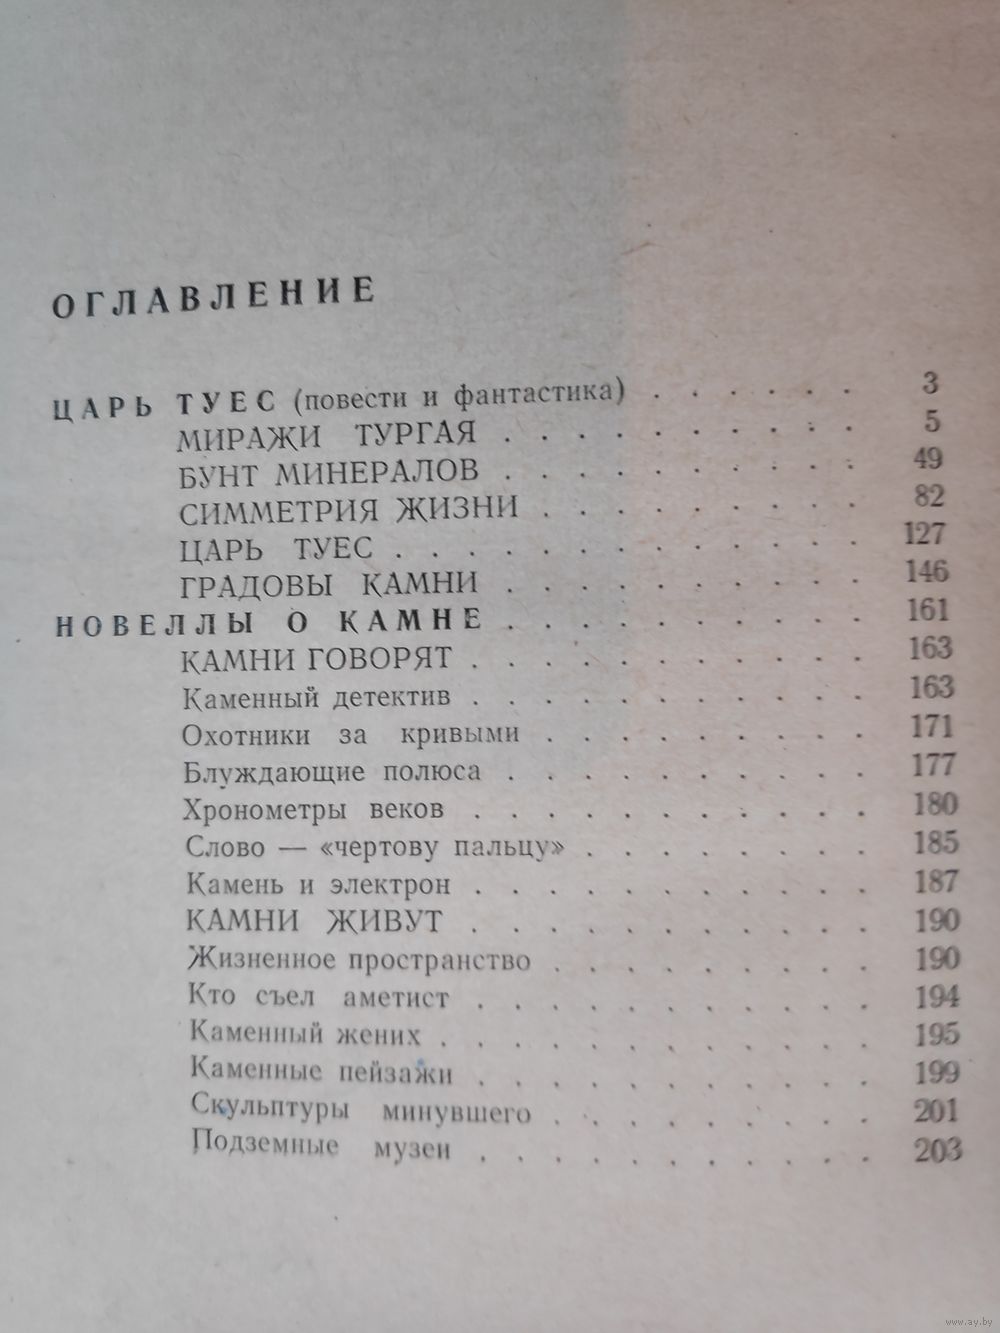 ОГЛАВЛЕНИЕ
ЦАРЬ ТУЕС (повести и фантастика) . . . . . . 3
МИРАЖИ ТУРГАЯ . . . . . . . . . . 5
БУНТ МИНЕРАЛОВ . . . . . . . . . . 49
СИММЕТРИЯ ЖИЗНИ . . . . . . . . . 82
ЦАРЬ ТУЕС . . . . . . . . . . . . . 127
ГРАДОВЫ КАМНИ . . . . . . . . . . 146
НОВЕЛЛЫ О КАМНЕ . . . . . . . . . . 161
КАМНИ ГОВОРЯТ . . . . . . . . . . . 163
Каменный детектив . . . . . . . . . . . 163
Охотники за кривыми . . . . . . . . . 171
Блуждающие полюса . . . . . . . . . . 177
Хронометры веков . . . . . . . . . . . 180
Слово — «чертову пальцу» . . . . . . . . 185
Камень и электрон . . . . . . . . . . . 187
КАМНИ ЖИВУТ . . . . . . . . . . . 190
Жизненное пространство . . . . . . . . . 190
Кто съел аметист . . . . . . . . . . . 194
Каменный жених . . . . . . . . . . . . 195
Каменные пейзажи . . . . . . . . . . . 199
Скульптуры минувшего . . . . . . . . . 201
Подземные музеи . . . . . . . . . . . 203
www.ay.by